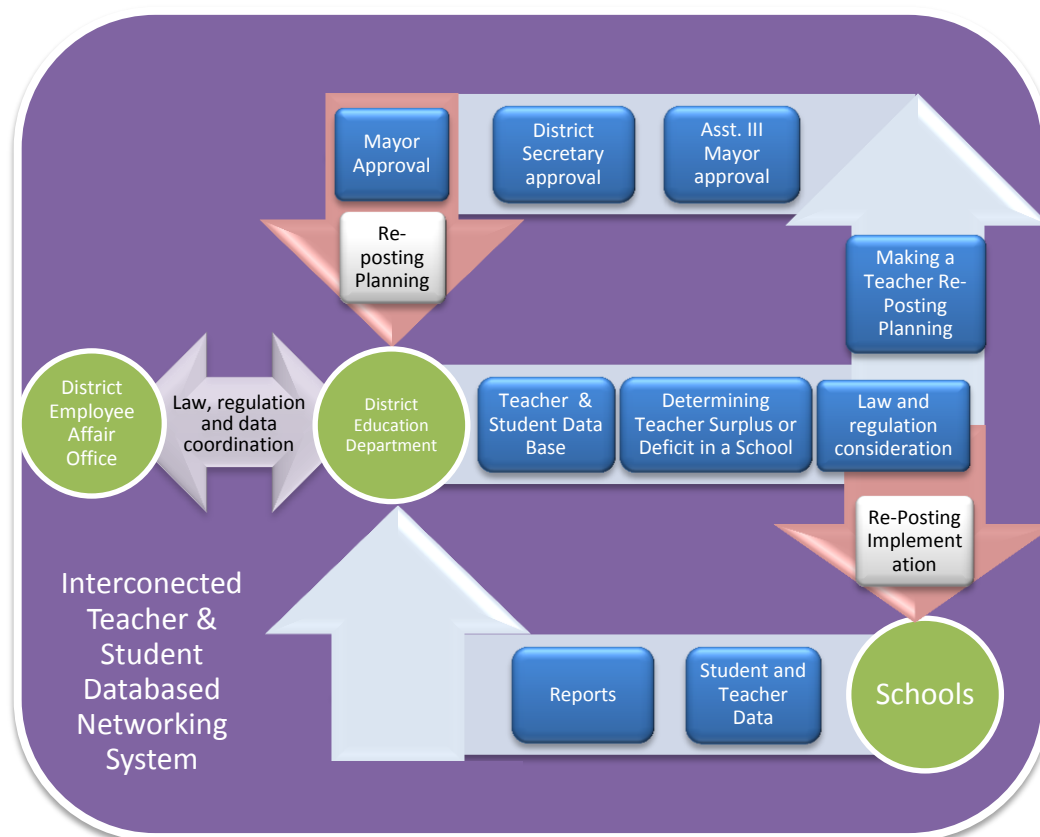 Mayor
Approval
District
Secretary
approval
Asst. III
Mayor
approval
Re-
posting
Planning
Making a
Teacher Re-
Posting
Planning
District
Employee
Affair
Office
Law, regulation
and data
coordination
District
Education
Department
Teacher &
Student Data
Base
Determining
Teacher Surplus or
Deficit in a School
Law and
regulation
consideration
Re-Posting
Implement
ation
Interconected
Teacher &
Student
Databased
Networking
System
Reports
Student and
Teacher
Data
Schools